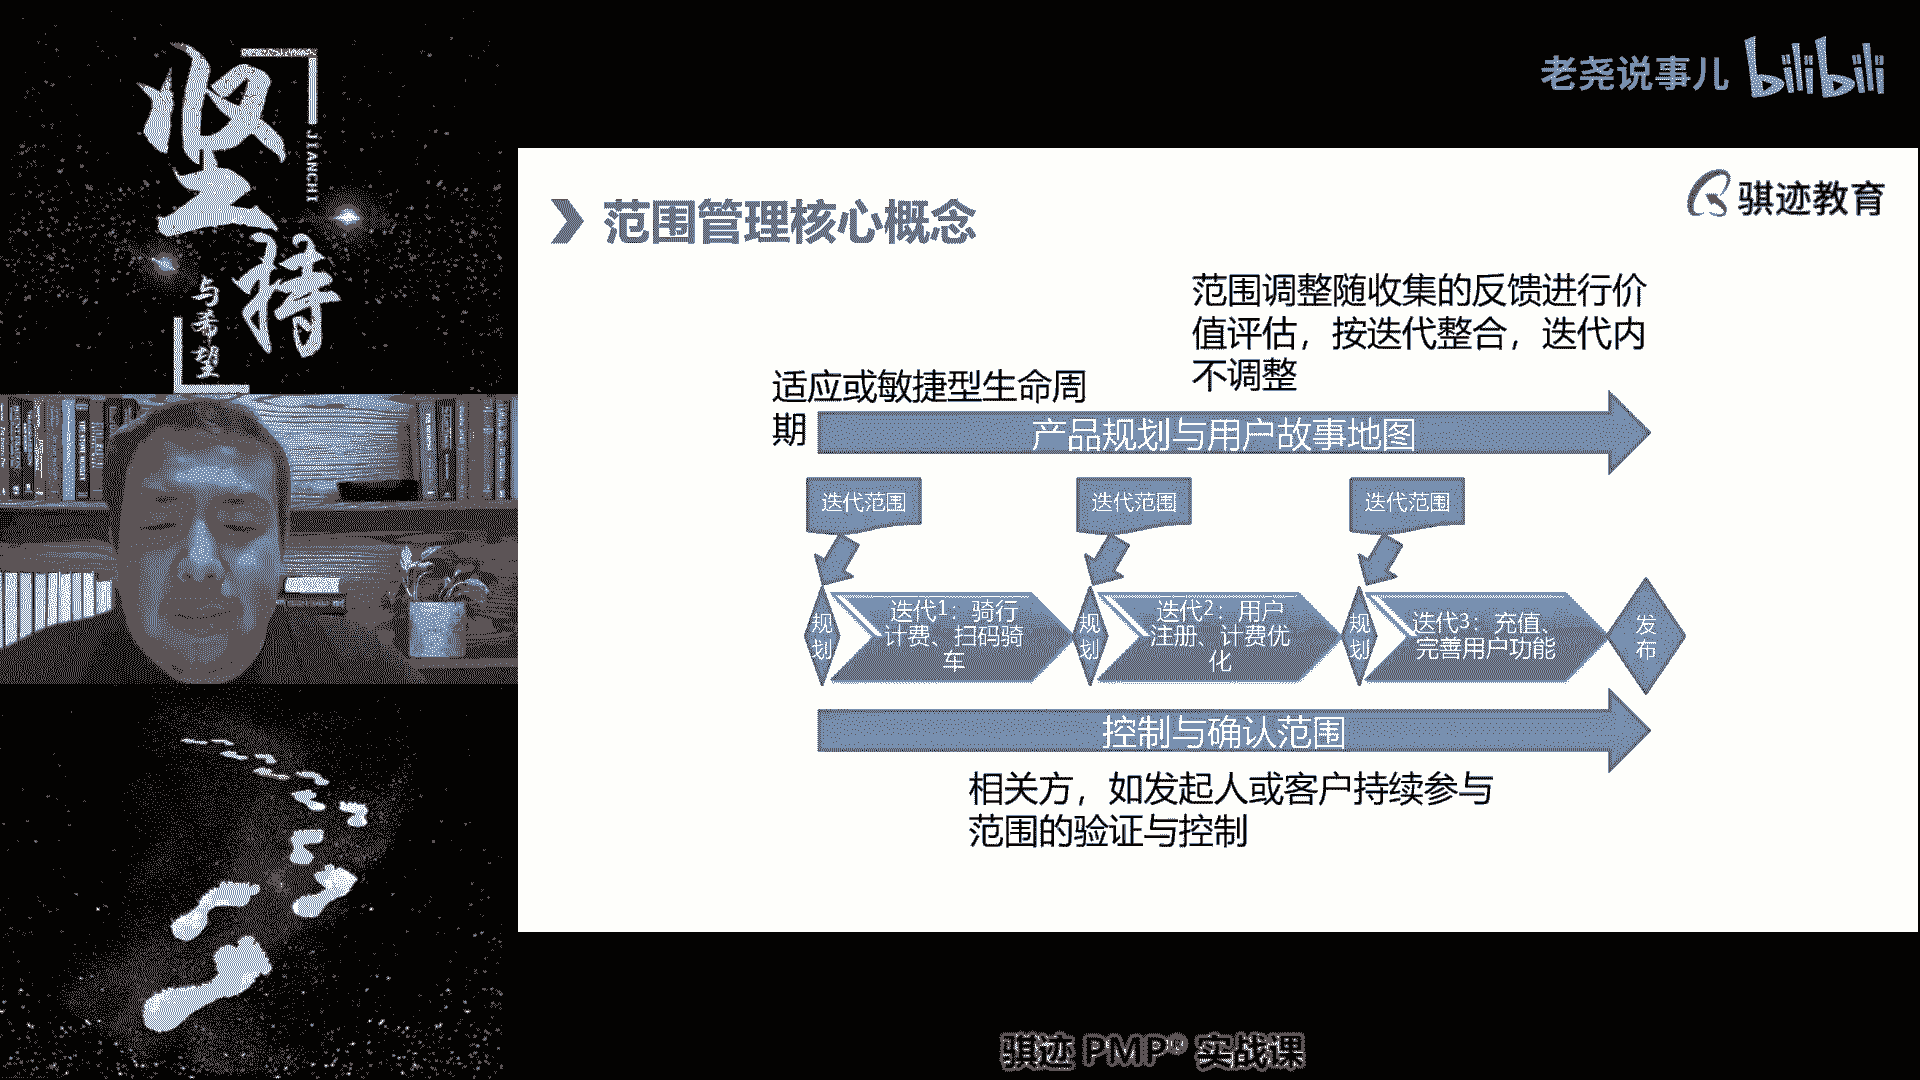 坚持
JIANCHI
与希望
老尧说事儿 bilibili
骐迹教育
范围管理核心概念
范围调整随收集的反馈进行价
值评估，按迭代整合，迭代内
不调整
适应或敏捷型生命周
期
产品规划与用户故事地图
迭代范围
迭代范围
迭代范围
规
划
迭代1：骑行
计费、扫码骑
车
规
划
迭代2：用户
注册、计费优
化
规
划
迭代3：充值、
完善用户功能
发
布
控制与确认范围
相关方，如发起人或客户持续参与
范围的验证与控制
骐迹 PMP® 实战课